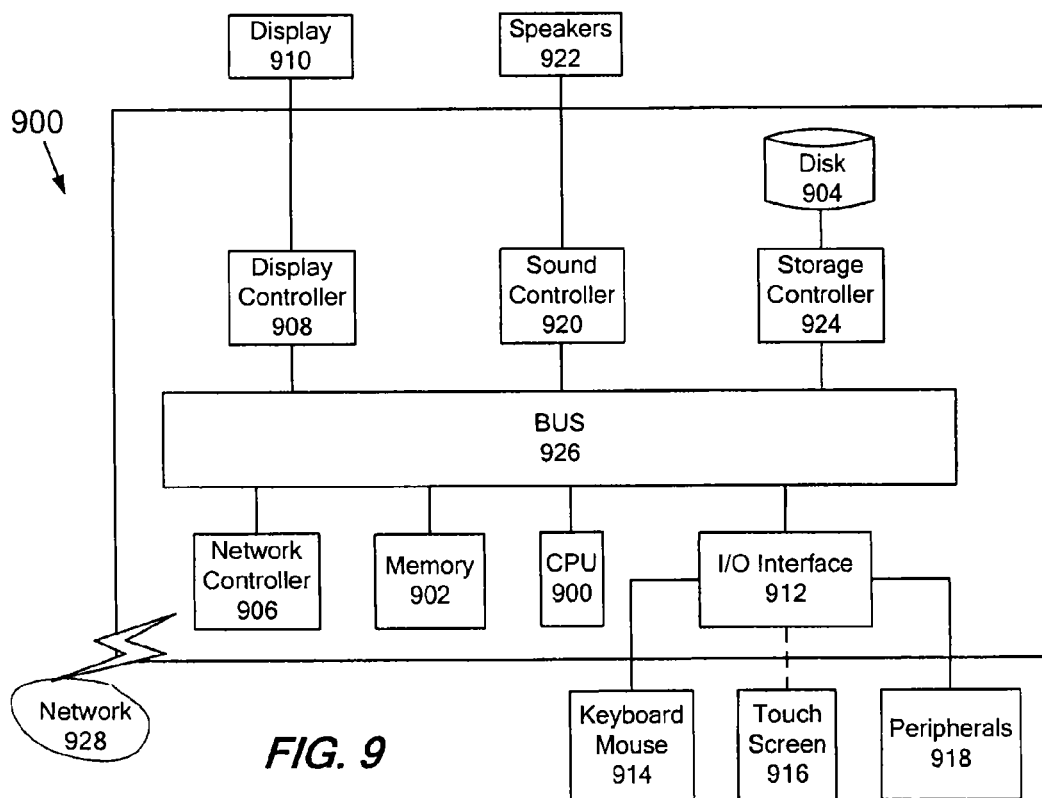 Display
910
Speakers
922
900
Disk
904
Display
Controller
908
Sound
Controller
920
Storage
Controller
924
BUS
926
Network
Controller
906
Memory
902
CPU
900
I/O Interface
912
Network
928
FIG. 9
Keyboard
Mouse
914
Touch
Screen
916
Peripherals
918